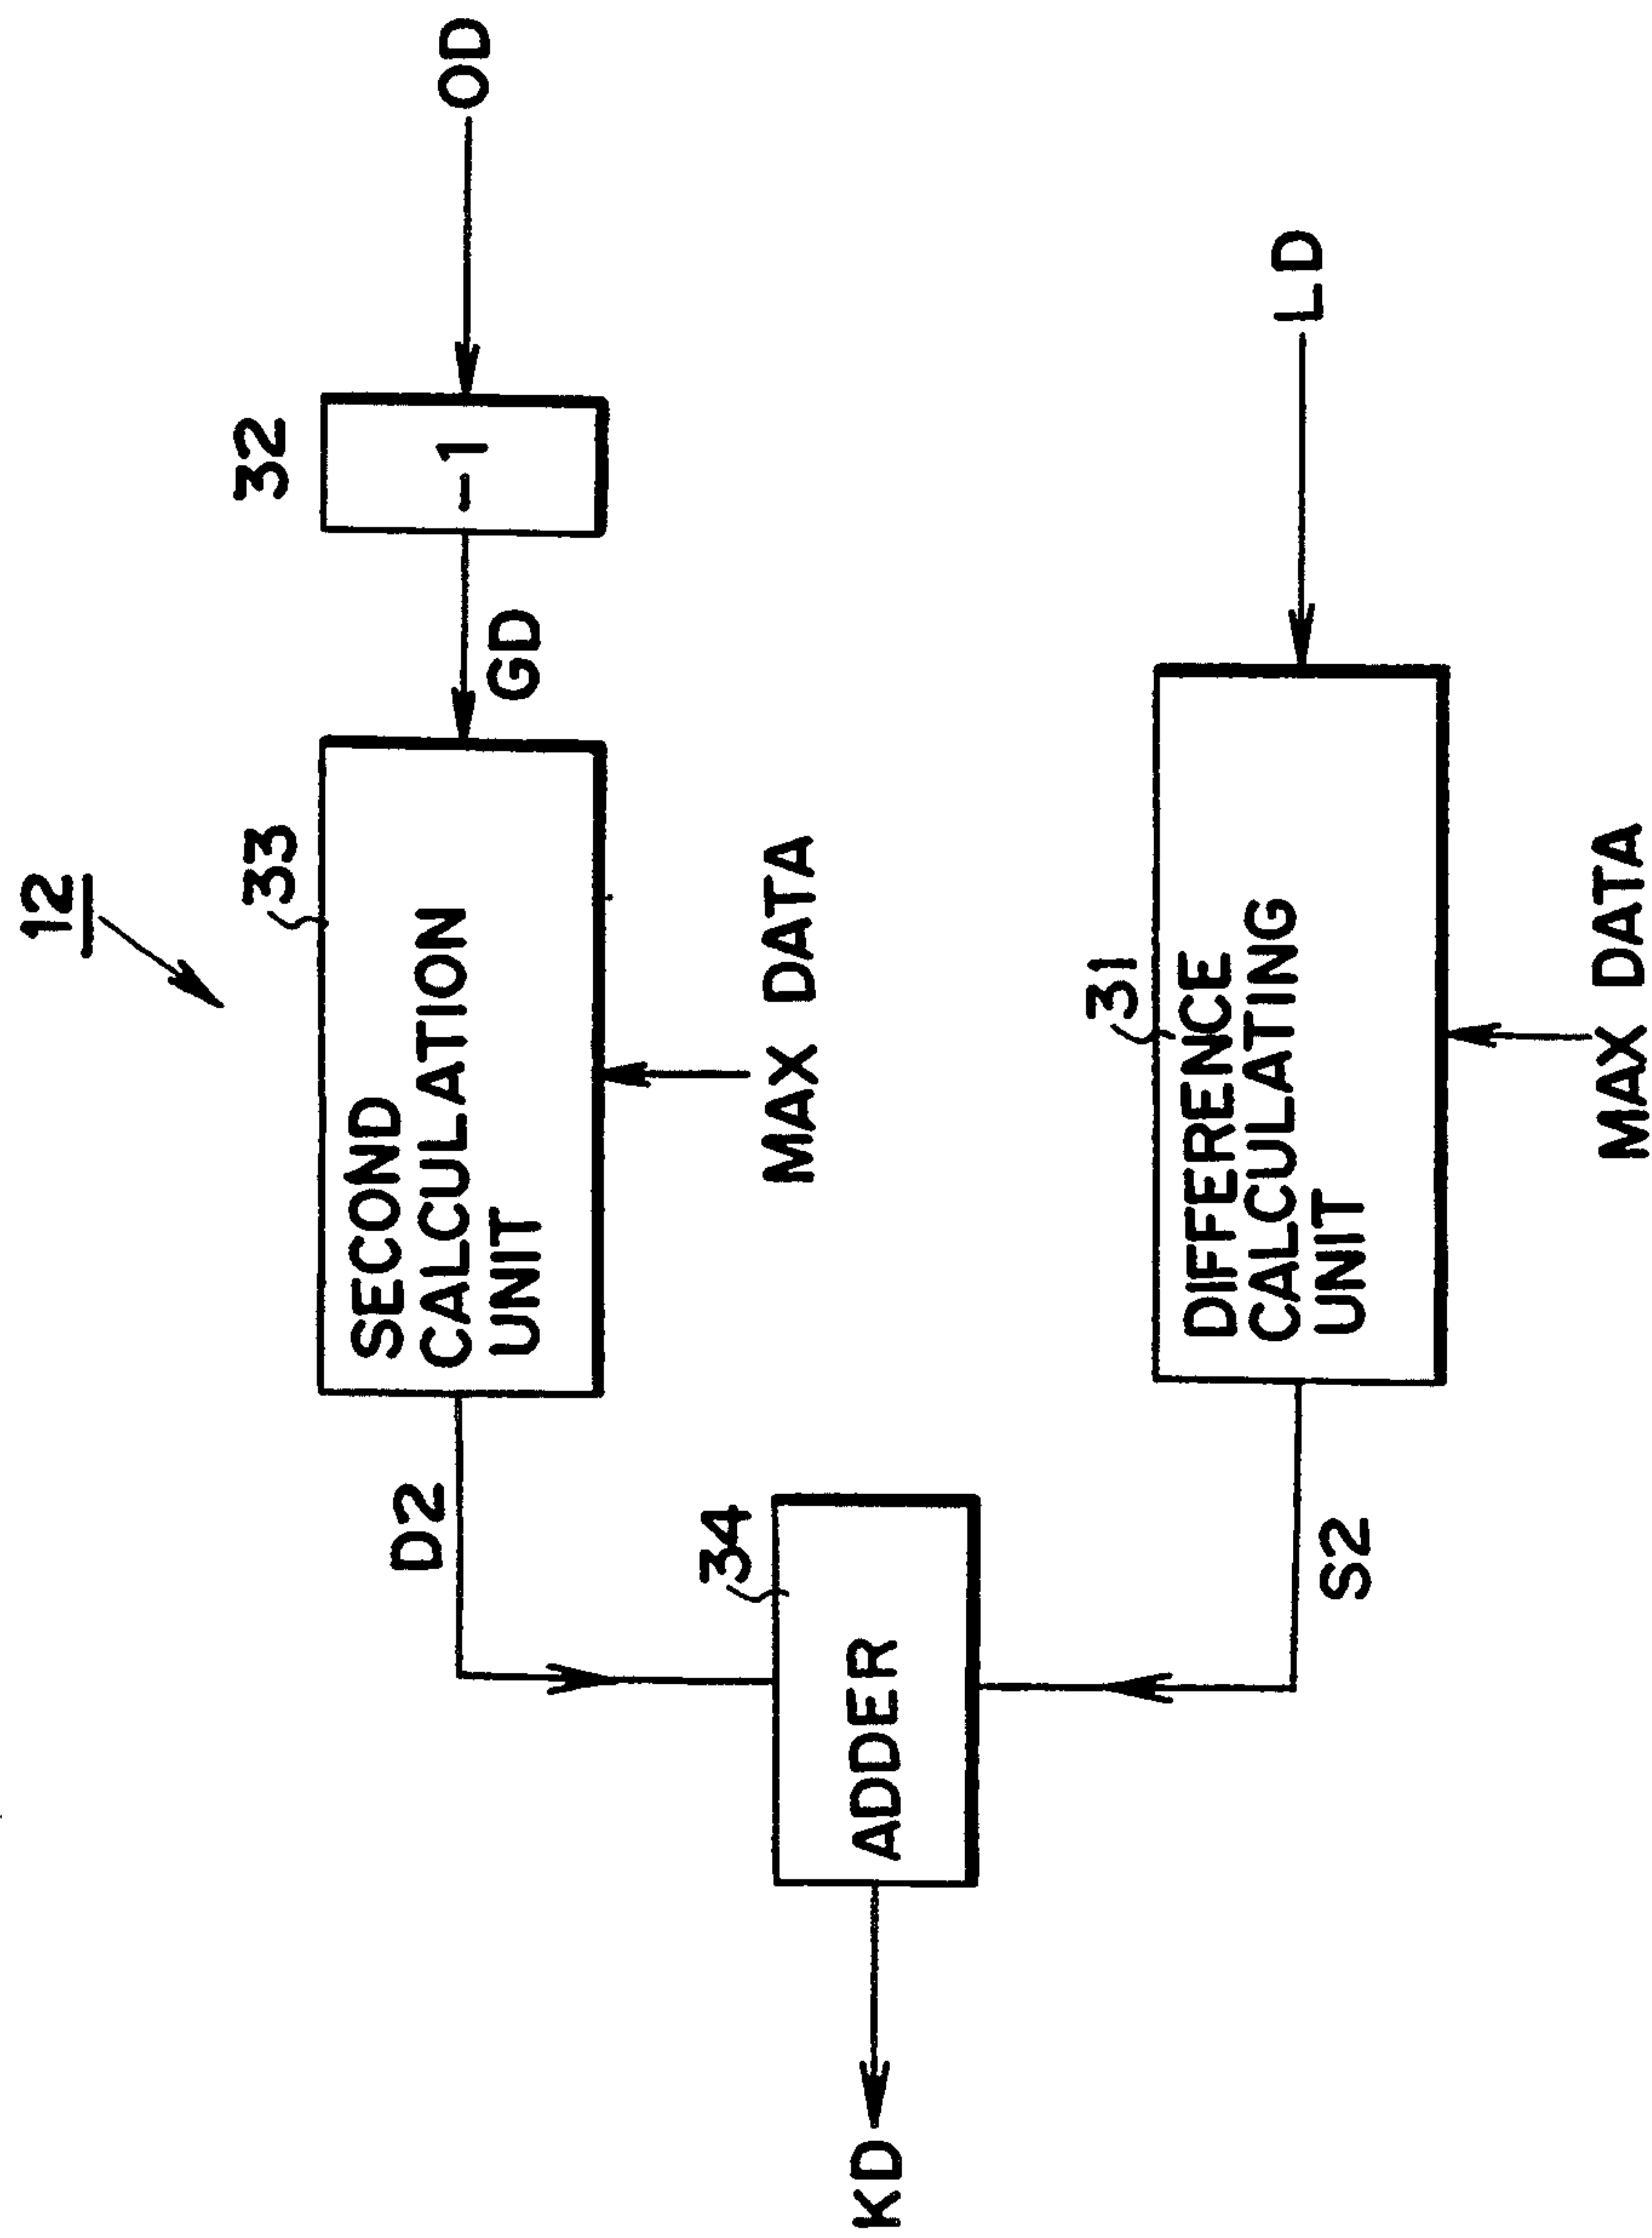 12
33
32
SECOND
CALCULATION
UNIT
GD
-1
OD
D2
MAX DATA
34
ADDER
KD
31
DIFFERENCE
CALCULATING
UNIT
LD
S2
MAX DATA